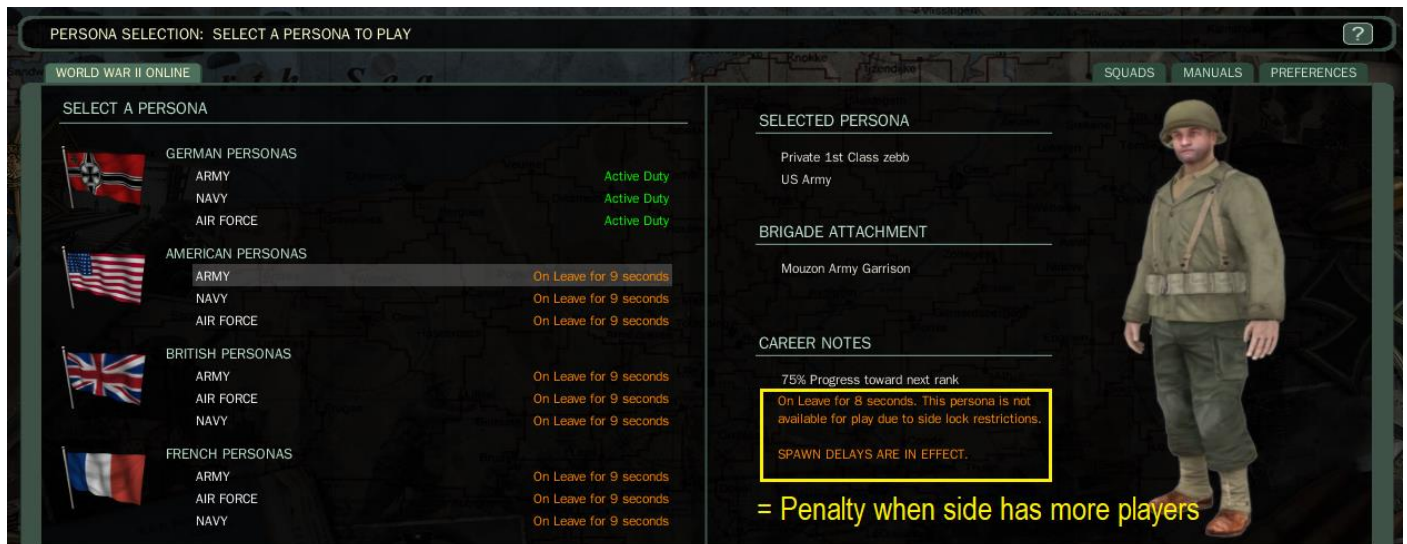 PERSONA SELECTION: SELECT A PERSONA TO PLAY
?
WORLD WAR II ONLINE
SQUADS MANUALS PREFERENCES
SELECT A PERSONA
GERMAN PERSONAS
ARMY Active Duty
NAVY Active Duty
AIR FORCE Active Duty
AMERICAN PERSONAS
ARMY On Leave for 9 seconds
NAVY On Leave for 9 seconds
AIR FORCE On Leave for 9 seconds
BRITISH PERSONAS
ARMY On Leave for 9 seconds
AIR FORCE On Leave for 9 seconds
NAVY On Leave for 9 seconds
FRENCH PERSONAS
ARMY On Leave for 9 seconds
AIR FORCE On Leave for 9 seconds
NAVY On Leave for 9 seconds
SELECTED PERSONA
Private 1st Class zebb
US Army
BRIGADE ATTACHMENT
Mouzon Army Garrison
CAREER NOTES
75% Progress toward next rank
On Leave for 8 seconds. This persona is not
available for play due to side lock restrictions.
SPAWN DELAYS ARE IN EFFECT.
= Penalty when side has more players